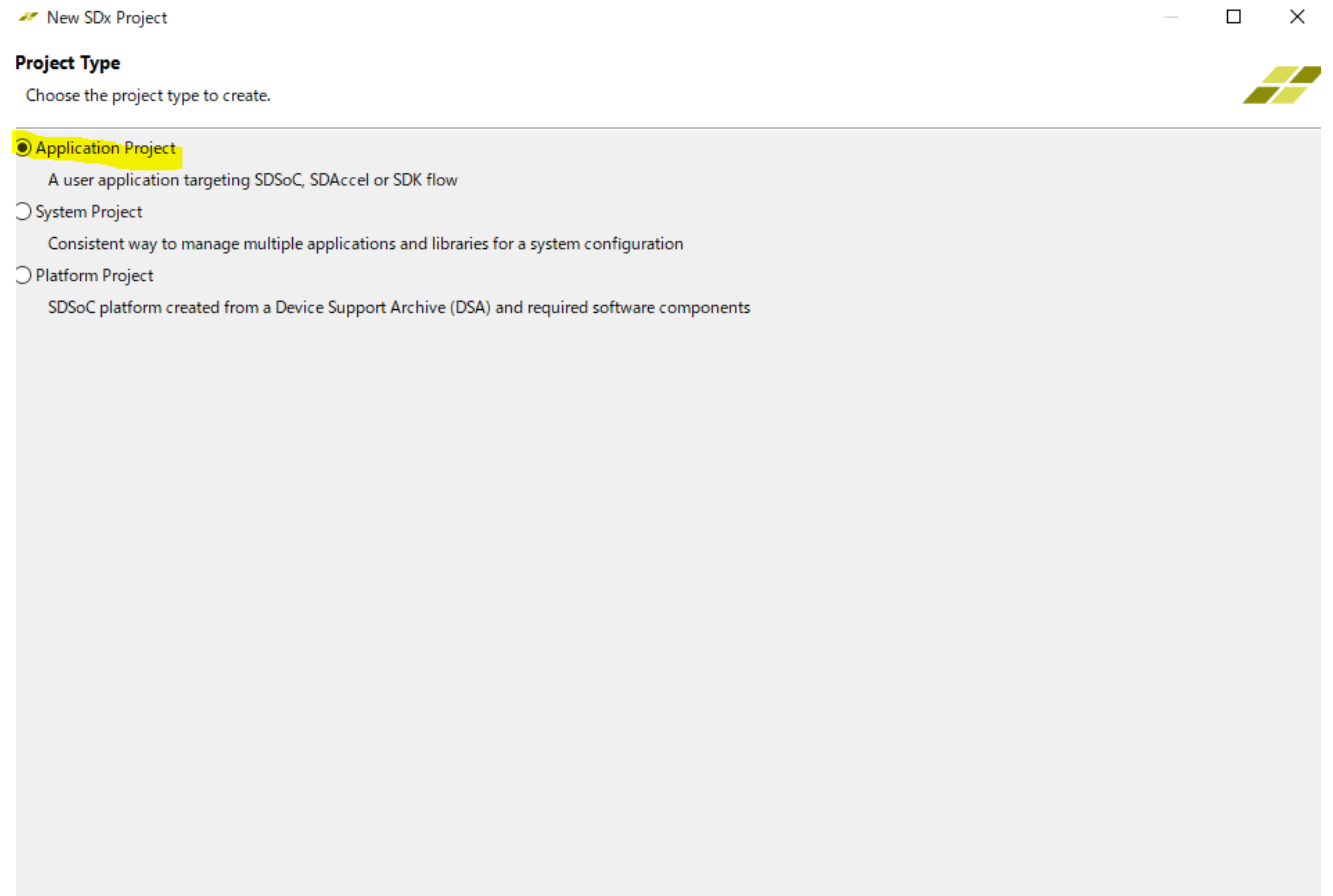 New SDx Project
Project Type
Choose the project type to create.
Application Project
A user application targeting SDSoC, SDAccel or SDK flow
System Project
Consistent way to manage multiple applications and libraries for a system configuration
Platform Project
SDSoC platform created from a Device Support Archive (DSA) and required software components